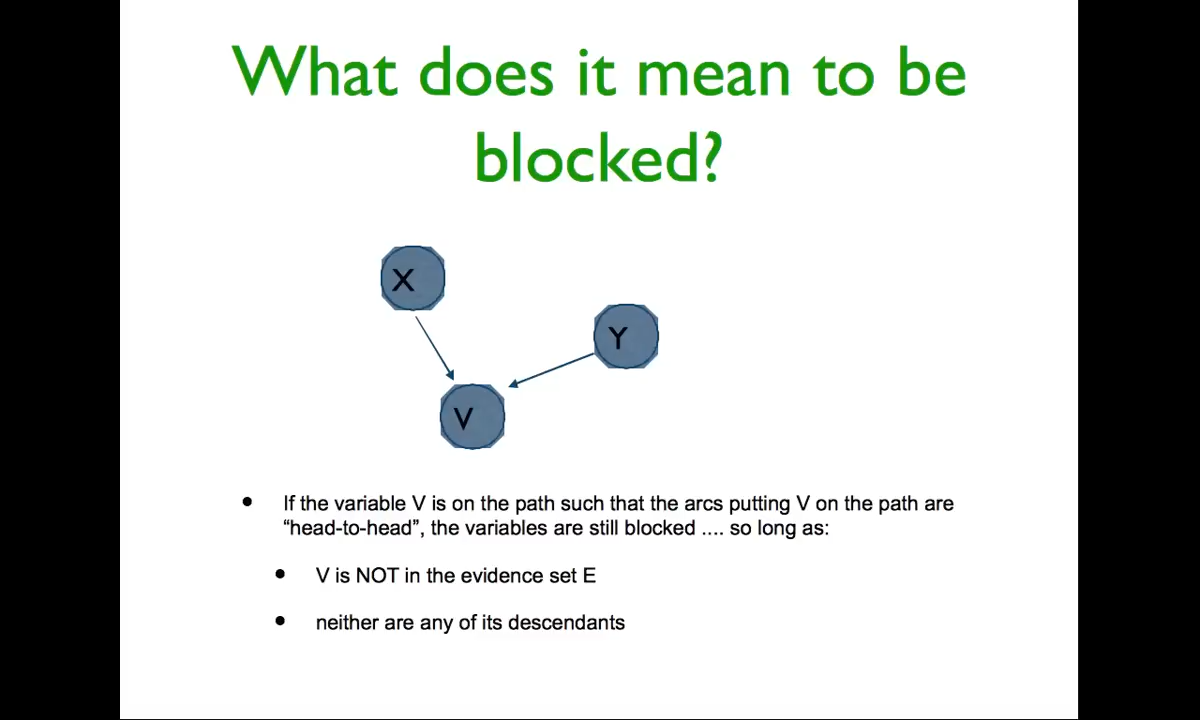 What does it mean to be
blocked?
X
Y
V
• If the variable V is on the path such that the arcs putting V on the path are
“head-to-head”, the variables are still blocked .... so long as:
• V is NOT in the evidence set E
• neither are any of its descendants